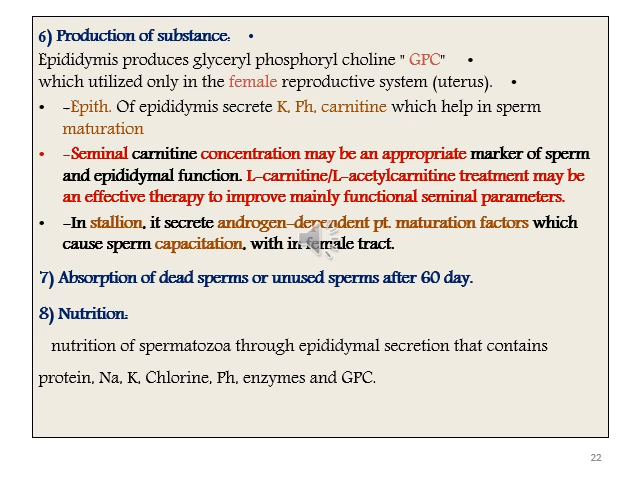 6) Production of substance: •
Epididymis produces glyceryl phosphoryl choline " GPC" •
which utilized only in the female reproductive system (uterus). •
• -Epith. Of epididymis secrete K, Ph, carnitine which help in sperm
maturation
• -Seminal carnitine concentration may be an appropriate marker of sperm
and epididymal function. L-carnitine/L-acetylcarnitine treatment may be
an effective therapy to improve mainly functional seminal parameters.
• -In stallion, it secrete androgen-dependent pt. maturation factors which
cause sperm capacitation, with in female tract.
7) Absorption of dead sperms or unused sperms after 60 day.
8) Nutrition:
nutrition of spermatozoa through epididymal secretion that contains
protein, Na, K, Chlorine, Ph, enzymes and GPC.
22